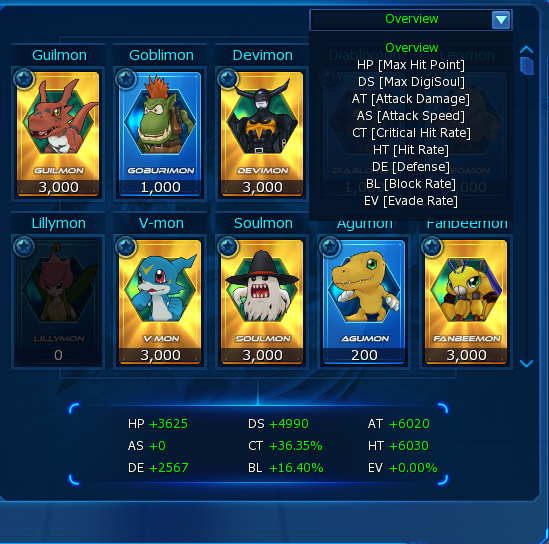 Overview
Overview
HP [Max Hit Point]
DS [Max DigiSoul]
AT [Attack Damage]
AS [Attack Speed]
CT [Critical Hit Rate]
HT [Hit Rate]
DE [Defense]
BL [Block Rate]
EV [Evade Rate]
Guilmon Goblimon Devimon
GUILMON GOBURIMON DEVIMON
3,000 1,000 3,000
Lillymon V-mon Soulmon Agumon Fanbeemon
LILLYMON V MON SOULMON AGUMON FANBEEMON
0 3,000 3,000 200 3,000
HP +3625 DS +4990 AT +6020
AS +0 CT +36.35% HT +6030
DE +2567 BL +16.40% EV +0.00%